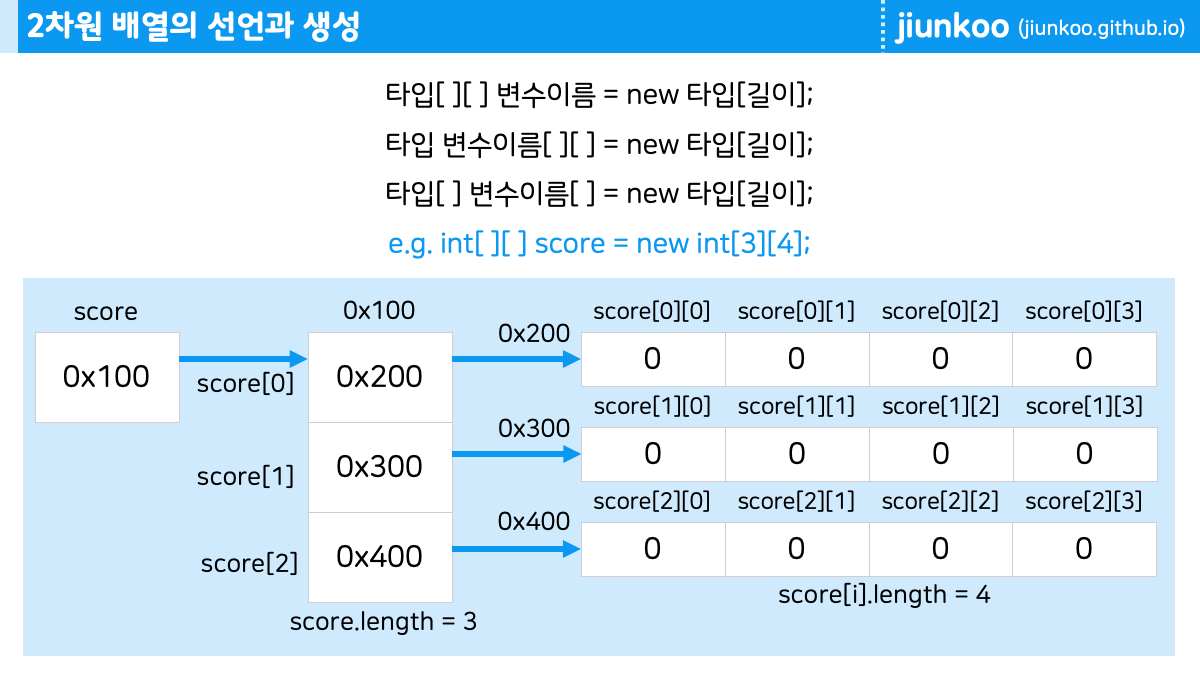 2차원 배열의 선언과 생성
jiunkoo (jiunkoo.github.io)
타입[ ][ ] 변수이름 = new 타입[길이];
타입 변수이름[ ][ ] = new 타입[길이];
타입[ ] 변수이름[ ] = new 타입[길이];
e.g. int[ ][ ] score = new int[3][4];
score
0x100
0x100
score[0]
score[1]
score[2]
0x200
0x300
0x400
score.length = 3
0x200
score[0][0] score[0][1] score[0][2] score[0][3]
0 0 0 0
0x300
score[1][0] score[1][1] score[1][2] score[1][3]
0 0 0 0
0x400
score[2][0] score[2][1] score[2][2] score[2][3]
0 0 0 0
score[i].length = 4